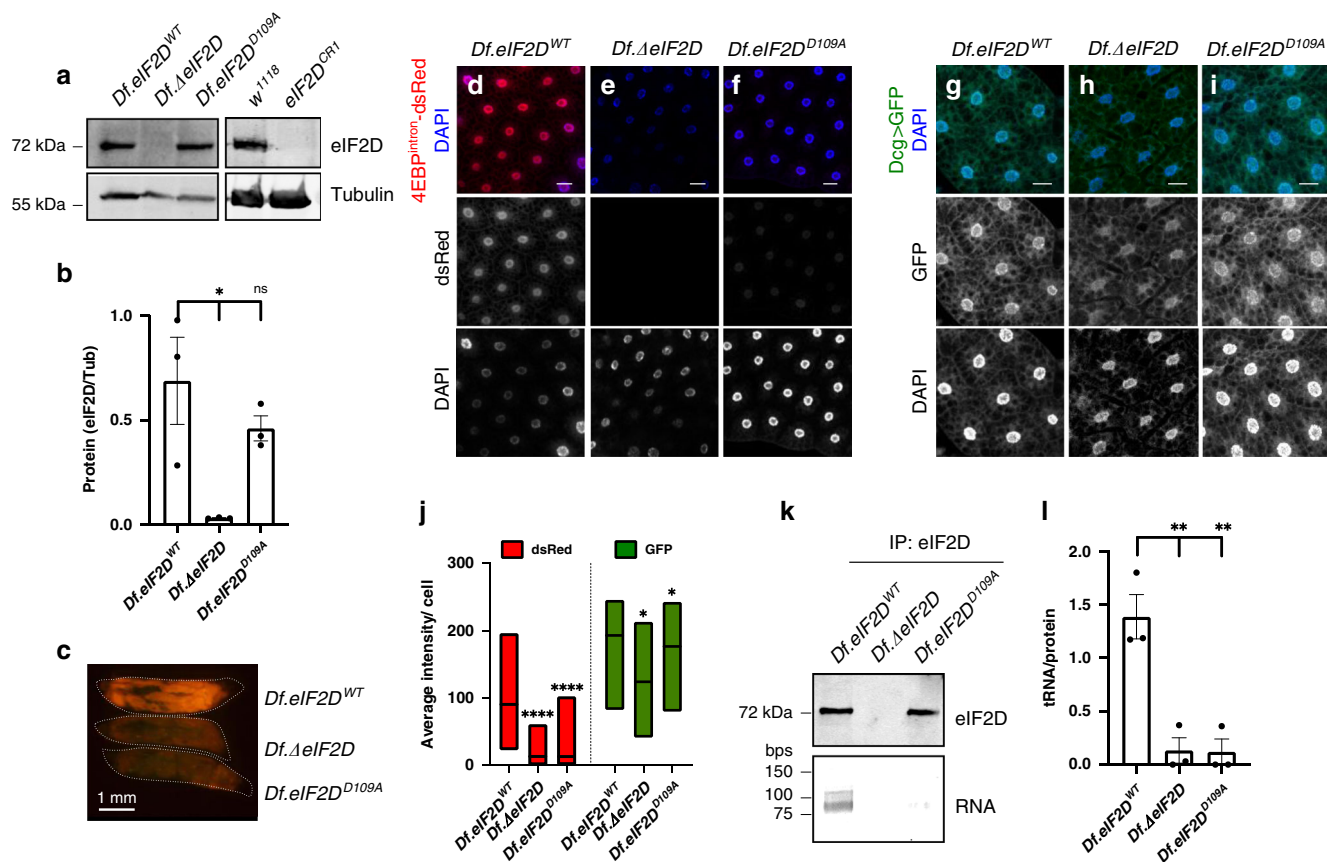 a
Df.eIF2D^WT
Df.ΔeIF2D
Df.eIF2D^D109A
w^1118
eIF2D^CR1
72 kDa
eIF2D
55 kDa
Tubulin
b
*
ns
Protein (eIF2D/Tub)
1.0
0.5
0.0
Df.eIF2D^WT
Df.ΔeIF2D
Df.eIF2D^D109A
c
Df.eIF2D^WT
Df.ΔeIF2D
Df.eIF2D^D109A
1 mm
Df.eIF2D^WT
Df.ΔeIF2D
Df.eIF2D^D109A
d
e
f
4EBP^intron-dsRed
DAPI
dsRed
DAPI
Df.eIF2D^WT
Df.ΔeIF2D
Df.eIF2D^D109A
g
h
i
Dcg>GFP
DAPI
GFP
DAPI
j
dsRed
GFP
Average intensity/ cell
300
200
100
0
****
****
*
*
Df.eIF2D^WT
Df.ΔeIF2D
Df.eIF2D^D109A
Df.eIF2D^WT
Df.ΔeIF2D
Df.eIF2D^D109A
k
IP: eIF2D
Df.eIF2D^WT
Df.ΔeIF2D
Df.eIF2D^D109A
72 kDa
eIF2D
bps
150
100
75
RNA
l
**
**
tRNA/protein
2.0
1.5
1.0
0.5
0.0
Df.eIF2D^WT
Df.ΔeIF2D
Df.eIF2D^D109A